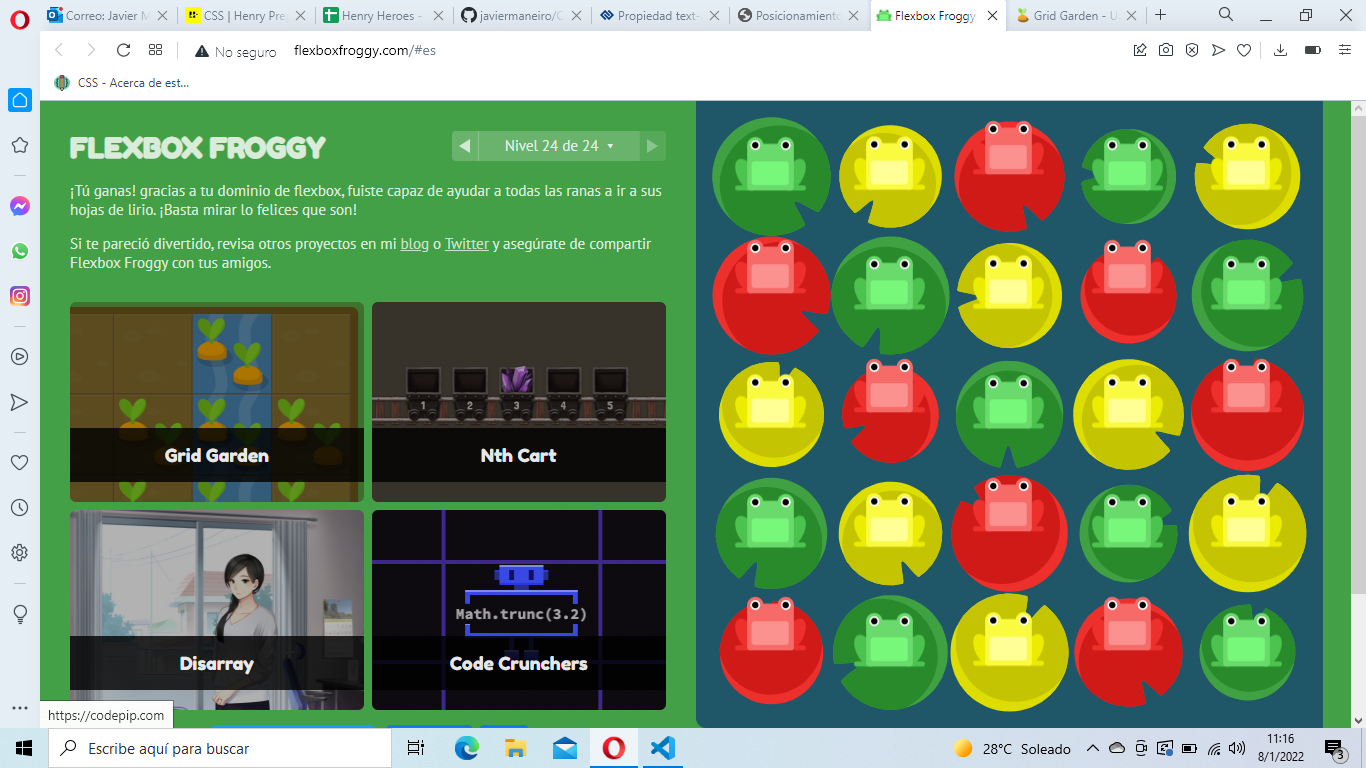 Correo: Javier M
CSS | Henry Pre
Henry Heroes -
javiermaneiro/C
Propiedad text-
Posicionamiento
Flexbox Froggy
Grid Garden - U
No seguro
flexboxfroggy.com/#es
CSS - Acerca de est...
FLEXBOX FROGGY
Nivel 24 de 24
¡Tú ganas! gracias a tu dominio de flexbox, fuiste capaz de ayudar a todas las ranas a ir a sus
hojas de lirio. ¡Basta mirar lo felices que son!
Si te pareció divertido, revisa otros proyectos en mi blog o Twitter y asegúrate de compartir
Flexbox Froggy con tus amigos.
1 2 3 4 5
Grid Garden
Nth Cart
Math.trunc(3.2)
Disarray
Code Crunchers
https://codepip.com
Escribe aquí para buscar
28°C Soleado
11:16
8/1/2022
3